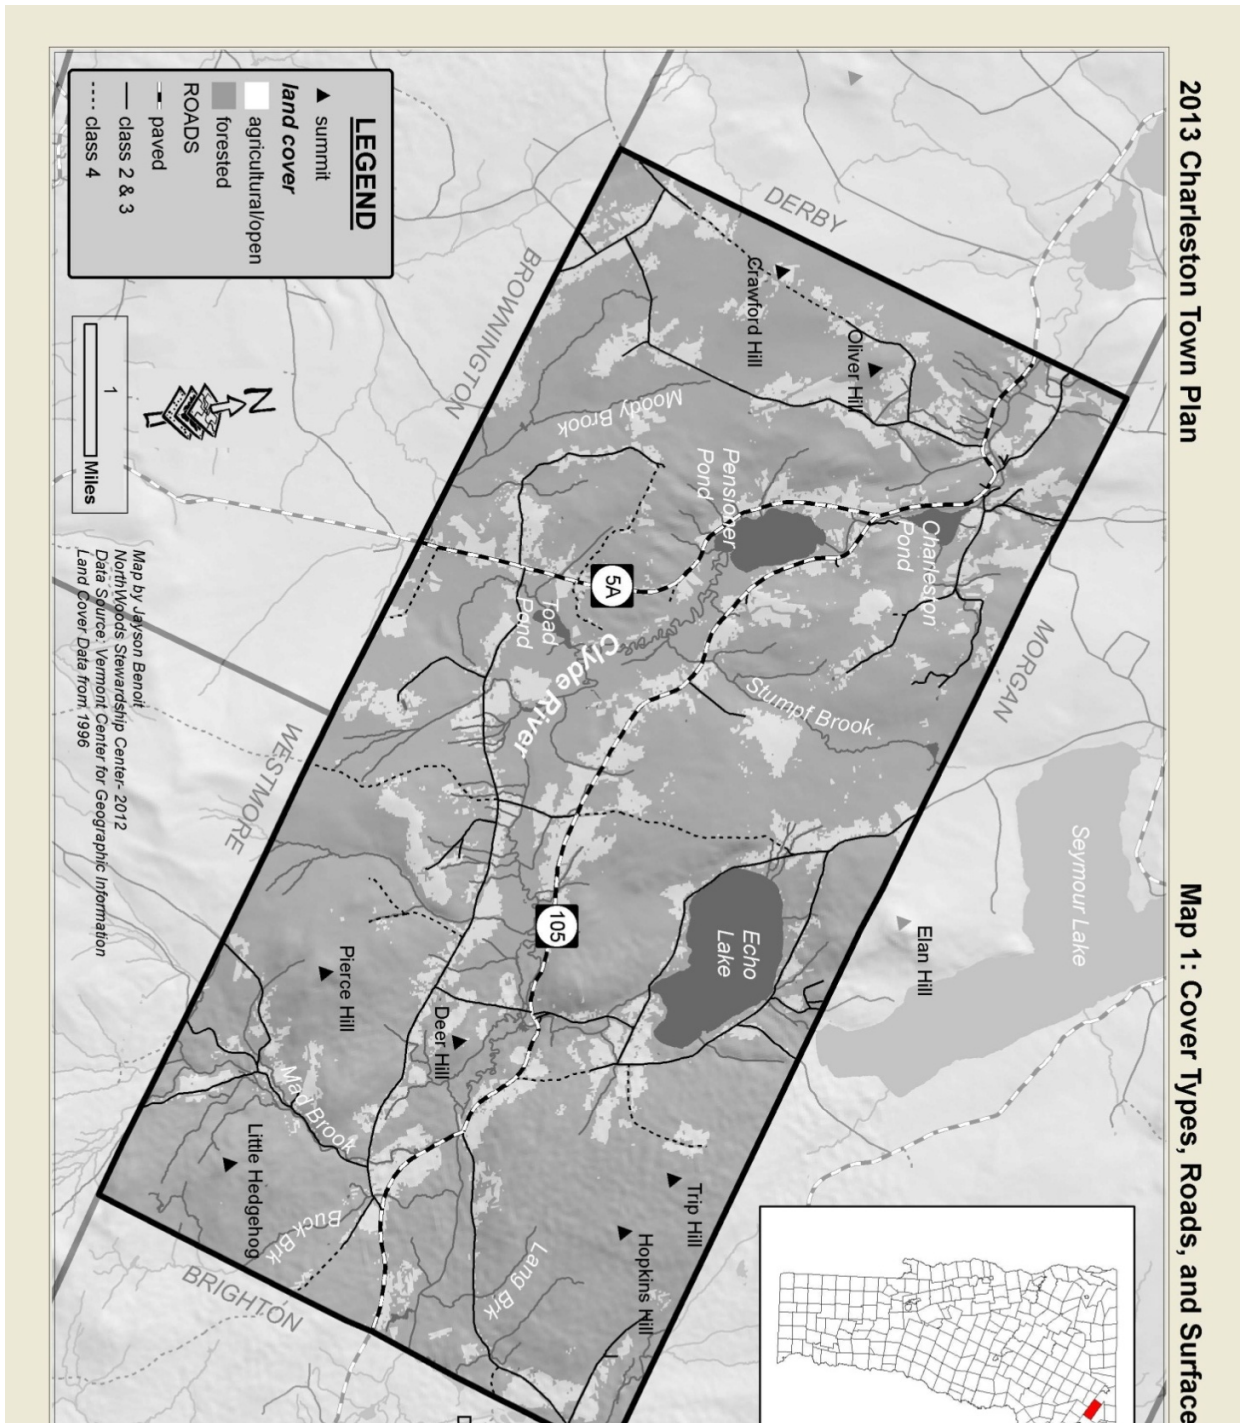 2013 Charleston Town Plan
Map 1: Cover Types, Roads, and Surface
LEGEND
summit
land cover
agricultural/open
forested
ROADS
paved
class 2 & 3
class 4
N
1
Miles
Map by Jayson Benoit
NorthWoods Stewardship Center- 2012
Data Source: Vermont Center for Geographic Information
Land Cover Data from 1996
DERBY
BROWNINGTON
MORGAN
WESTMORE
BRIGHTON
Crawford Hill
Oliver Hill
Moody Brook
Pensioner
Pond
Charleston
Pond
5A
Toad
Pond
Clyde River
Stumpf Brook
105
Echo
Lake
Seymour Lake
Elan Hill
Pierce Hill
Deer Hill
Mad Brook
Little Hedgehog
Buck Brk
Lang Brk
Trip Hill
Hopkins Hill